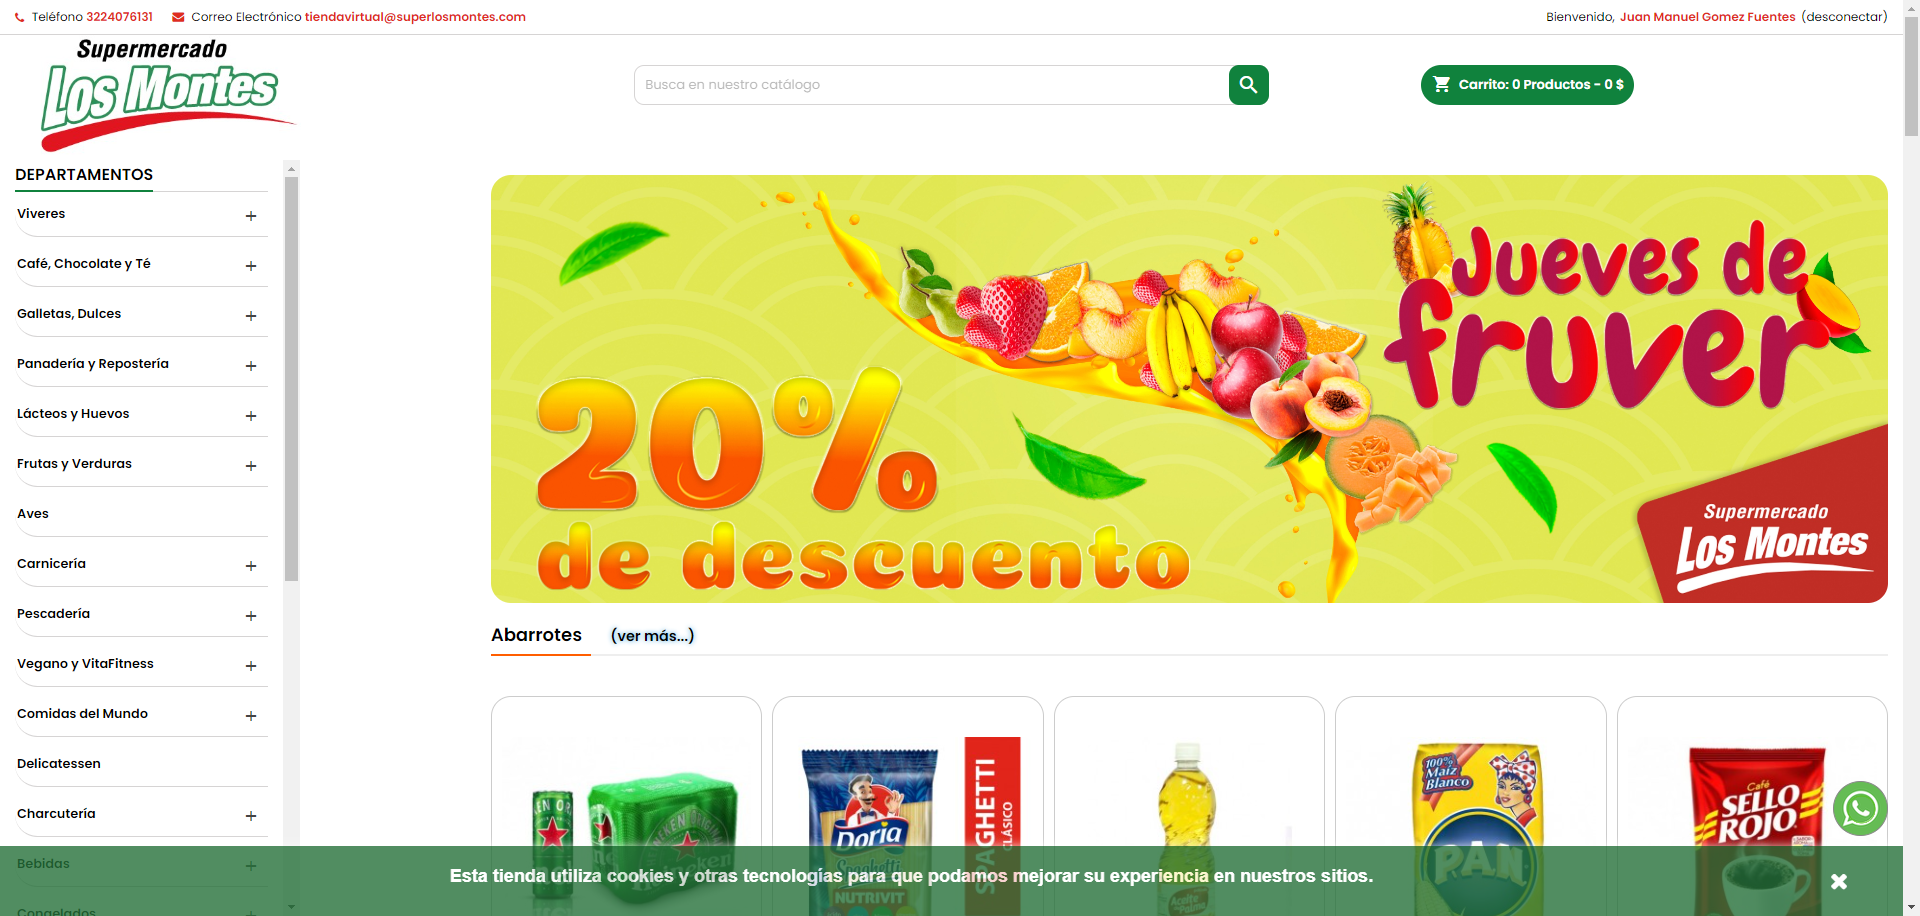 Teléfono 3224076131 Correo Electrónico tiendavirtual@superlosmontes.com Bienvenido, Juan Manuel Gomez Fuentes (desconectar)
Supermercado
Los Montes
Busca en nuestro catálogo
Carrito: 0 Productos - 0 $
DEPARTAMENTOS
Viveres
Café, Chocolate y Té
Galletas, Dulces
Panadería y Repostería
Lácteos y Huevos
Frutas y Verduras
Aves
Carnicería
Pescadería
Vegano y VitaFitness
Comidas del Mundo
Delicatessen
Charcutería
Bebidas
Congelados
Jueves de
fruver
20%
de descuento
Supermercado
Los Montes
Abarrotes (ver más...)
Doria
Spaghetti
NUTRIVIT
SPAGHETTI
CLÁSICO
Aceite
de Palma
100%
Maíz
Blanco
PAN
Café
SELLO
ROJO
Esta tienda utiliza cookies y otras tecnologías para que podamos mejorar su experiencia en nuestros sitios.